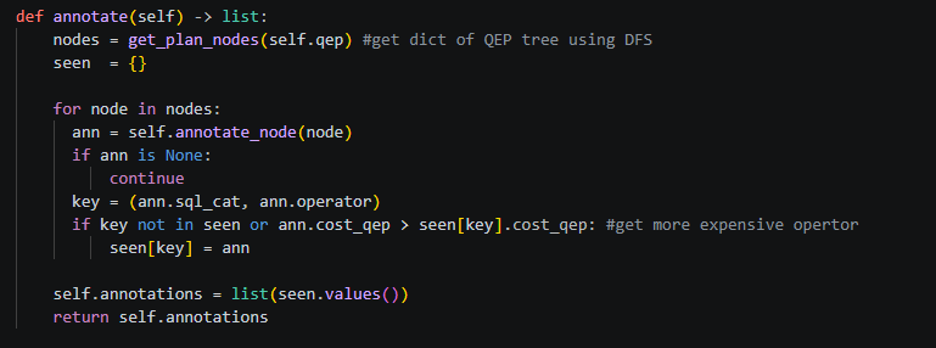 def annotate(self) -> list:
    nodes = get_plan_nodes(self.qep) #get dict of QEP tree using DFS
    seen  = {}

    for node in nodes:
      ann = self.annotate_node(node)
      if ann is None:
          continue
      key = (ann.sql_cat, ann.operator)
      if key not in seen or ann.cost_qep > seen[key].cost_qep: #get more expensive opertor
          seen[key] = ann

    self.annotations = list(seen.values())
    return self.annotations